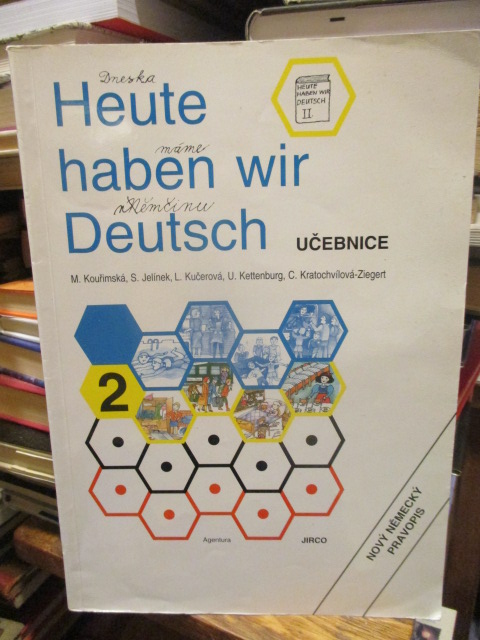 Dneska
Heute
máme
haben wir
Němčinu
Deutsch
HEUTE
HABEN WIR
DEUTSCH
II.
UČEBNICE
M. Kouřimská, S. Jelínek, L. Kučerová, U. Kettenburg, C. Kratochvílová-Ziegert
2
NOVÝ NĚMECKÝ
PRAVOPIS
Agentura JIRCO